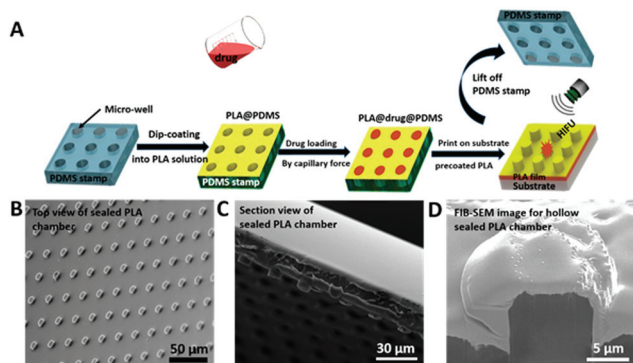 A
drug
PDMS stamp
Lift off
PDMS stamp
Micro-well
PLA@PDMS
PLA@drug@PDMS
HIFU
Dip-coating
into PLA solution
Drug loading
By capillary force
Print on substrate
precoated PLA
PDMS stamp
PDMS stamp
PLA film
Substrate
B
Top view of sealed PLA
chamber
50 µm
C
Section view of
sealed PLA chamber
30 µm
D
FIB-SEM image for hollow
sealed PLA chamber
5 µm